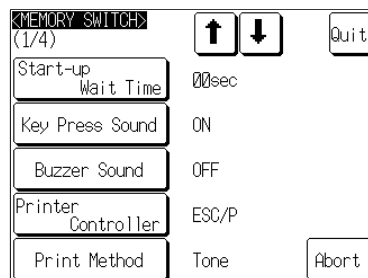 <MEMORY SWITCH>
(1/4)
↑ ↓ Quit
Start-up
Wait Time 00sec
Key Press Sound ON
Buzzer Sound OFF
Printer
Controller ESC/P
Print Method Tone Abort